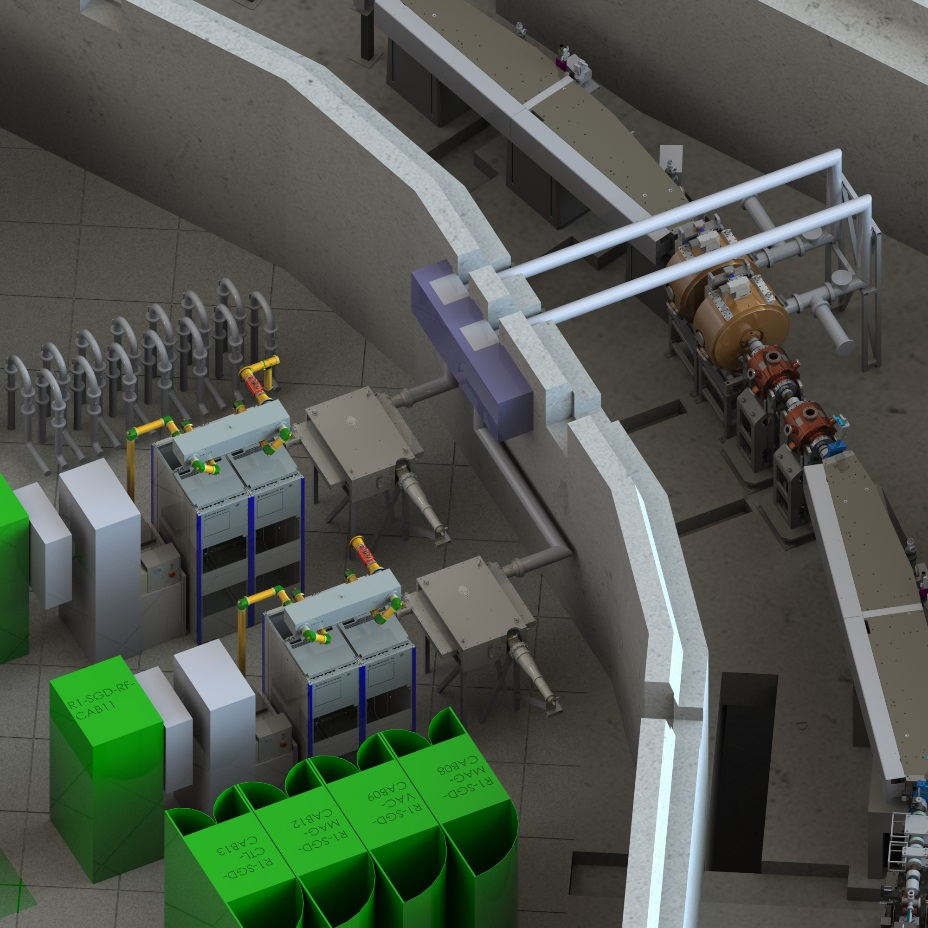 R1-SGD-RF-
CAB11
R1-SGD-
MAG-
CAB08
R1-SGD-
VAC-
CAB09
R1-SGD-
MAG-
CAB12
R1-SGD-
CTL-
CAB13